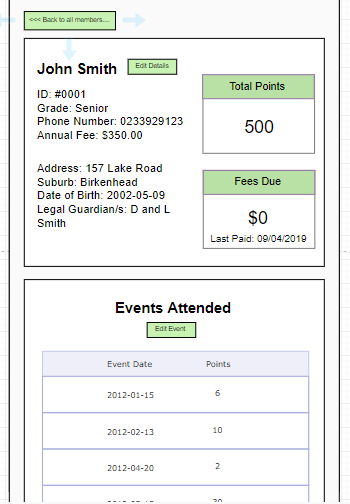 <<< Back to all members....
John Smith
Edit Details
ID: #0001
Grade: Senior
Phone Number: 0233929123
Annual Fee: $350.00
Address: 157 Lake Road
Suburb: Birkenhead
Date of Birth: 2002-05-09
Legal Guardian/s: D and L
Smith
Total Points
500
Fees Due
$0
Last Paid: 09/04/2019
Events Attended
Edit Event
Event Date Points
2012-01-15 6
2012-02-13 10
2012-04-20 2